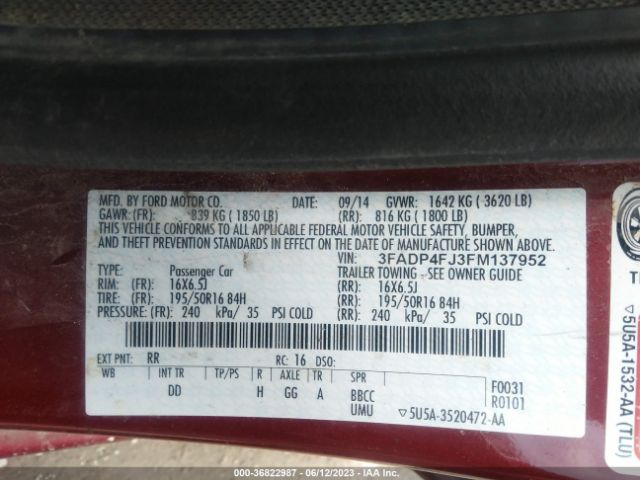 MFD. BY FORD MOTOR CO. DATE: 09/14 GVWR: 1642 KG ( 3620 LB)
GAWR: (FR): 839 KG ( 1850 LB) (RR): 816 KG ( 1800 LB)
THIS VEHICLE CONFORMS TO ALL APPLICABLE FEDERAL MOTOR VEHICLE SAFETY, BUMPER,
AND THEFT PREVENTION STANDARDS IN EFFECT ON THE DATE OF MANUFACTURE SHOWN ABOVE.
VIN: 3FADP4FJ3FM137952
TYPE: Passenger Car TRAILER TOWING - SEE OWNER GUIDE
RIM: (FR): 16X6.5J (RR): 16X6.5J
TIRE: (FR): 195/50R16 84H (RR): 195/50R16 84H
PRESSURE: (FR): 240 kPa/ 35 PSI COLD (RR): 240 kPa/ 35 PSI COLD
EXT PNT: RR RC: 16 DSO:
WB INT TR TP/PS R AXLE TR SPR
DD H GG A BBCC
UMU
F0031
R0101
▽5U5A-3520472-AA
▽5U5A-1532-AA (TLU)
000-36822987 - 06/12/2023 - IAA Inc.